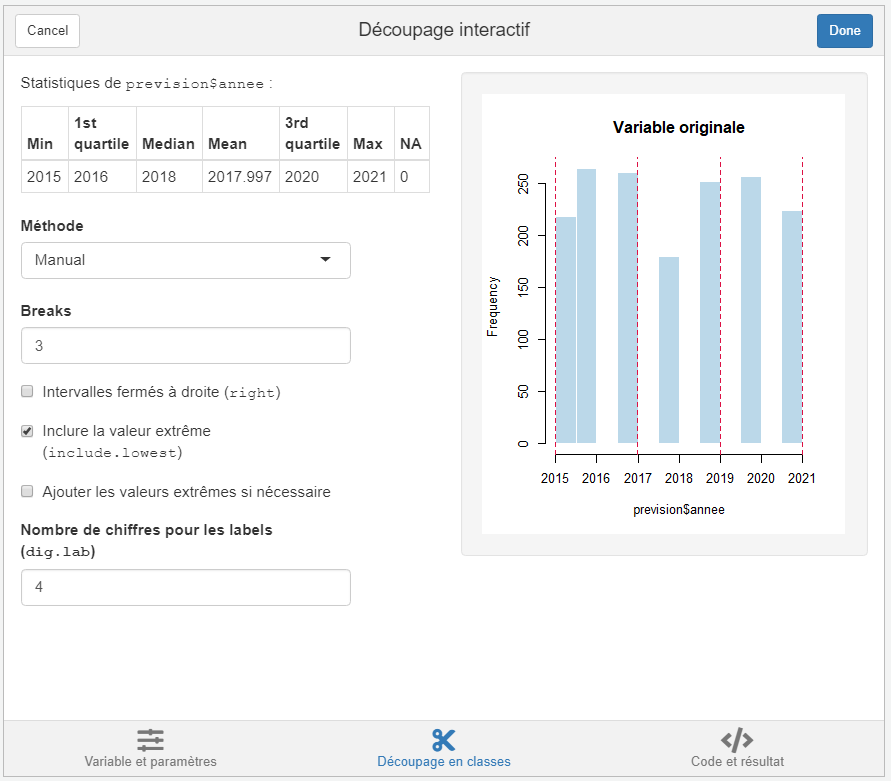 Cancel
Découpage interactif
Done
Statistiques de prevision$annee :
Min 1st quartile Median Mean 3rd quartile Max NA
2015 2016 2018 2017.997 2020 2021 0
Méthode
Manual
Breaks
3
Intervalles fermés à droite (right)
Inclure la valeur extrême
(include.lowest)
Ajouter les valeurs extrêmes si nécessaire
Nombre de chiffres pour les labels
(dig.lab)
4
Variable originale
Frequency
250
200
150
100
50
0
2015 2016 2017 2018 2019 2020 2021
prevision$annee
Variable et paramètres
Découpage en classes
Code et résultat